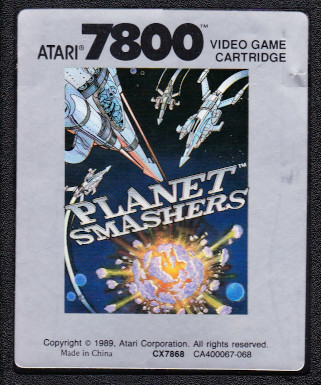 ATARI® 7800™ VIDEO GAME
CARTRIDGE
PLANET™
SMASHERS
Copyright © 1989, Atari Corporation. All rights reserved.
Made in China CX7868 CA400067-068